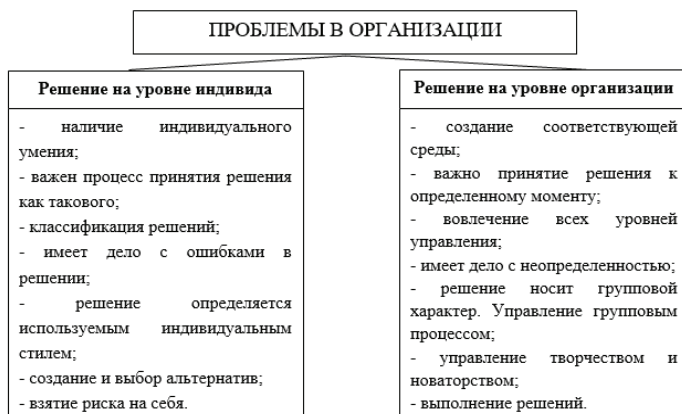 ПРОБЛЕМЫ В ОРГАНИЗАЦИИ
Решение на уровне индивида
- наличие индивидуального
умения;
- важен процесс принятия решения
как такового;
- классификация решений;
- имеет дело с ошибками в
решении;
- решение определяется
используемым индивидуальным
стилем;
- создание и выбор альтернатив;
- взятие риска на себя.
Решение на уровне организации
- создание соответствующей
среды;
- важно принятие решения к
определенному моменту;
- вовлечение всех уровней
управления;
- имеет дело с неопределенностью;
- решение носит групповой
характер. Управление групповым
процессом;
- управление творчеством и
новаторством;
- выполнение решений.